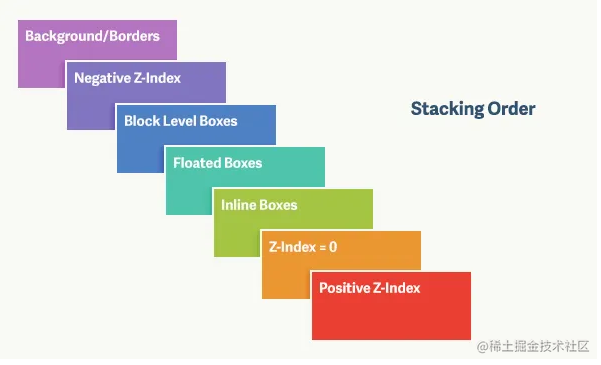 Background/Borders
Negative Z-Index
Block Level Boxes
Stacking Order
Floated Boxes
Inline Boxes
Z-Index = 0
Positive Z-Index
@稀土掘金技术社区